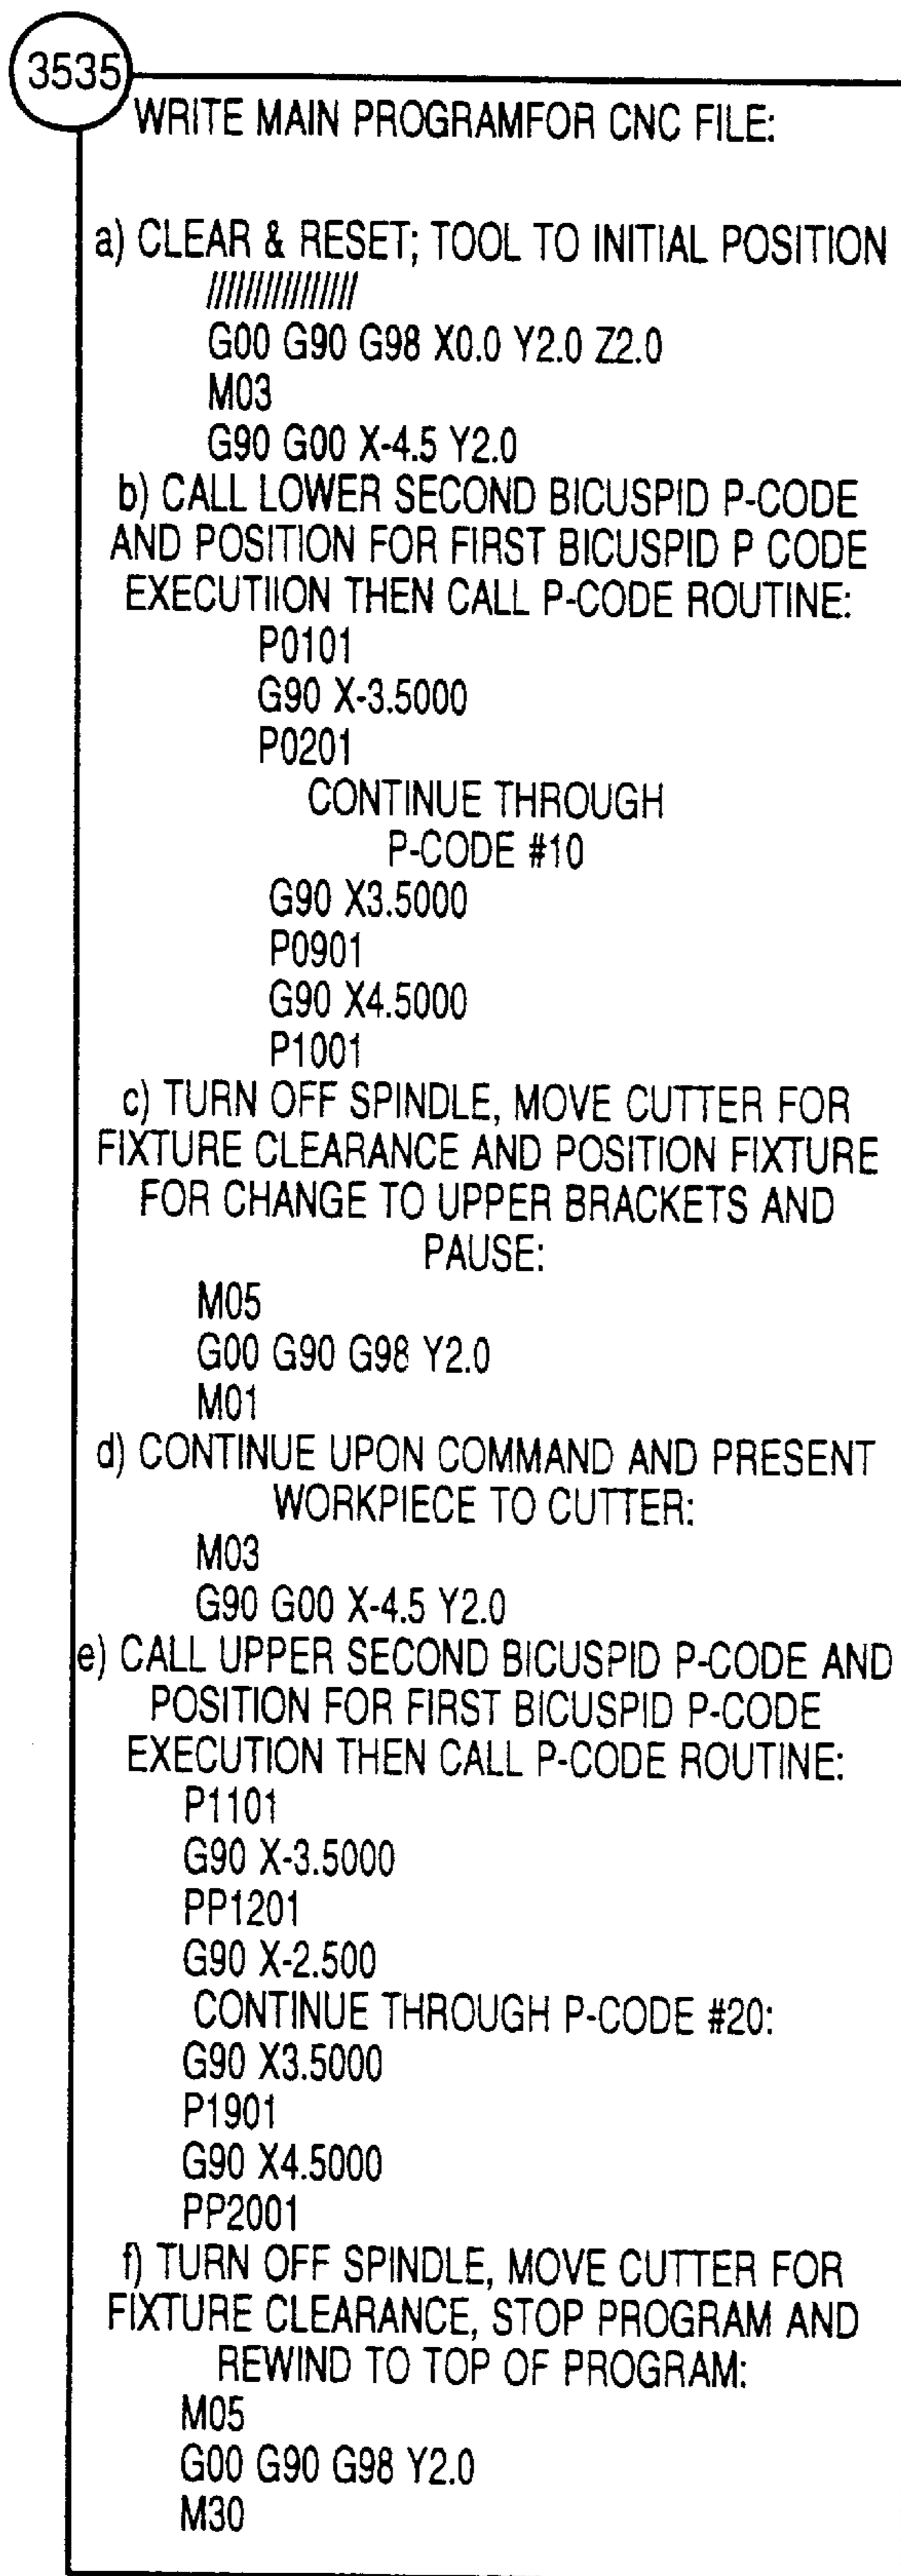 3535
WRITE MAIN PROGRAMFOR CNC FILE:
a) CLEAR & RESET; TOOL TO INITIAL POSITION
////////////////
G00 G90 G98 X0.0 Y2.0 Z2.0
M03
G90 G00 X-4.5 Y2.0
b) CALL LOWER SECOND BICUSPID P-CODE
AND POSITION FOR FIRST BICUSPID P CODE
EXECUTIION THEN CALL P-CODE ROUTINE:
P0101
G90 X-3.5000
P0201
CONTINUE THROUGH
P-CODE #10
G90 X3.5000
P0901
G90 X4.5000
P1001
c) TURN OFF SPINDLE, MOVE CUTTER FOR
FIXTURE CLEARANCE AND POSITION FIXTURE
FOR CHANGE TO UPPER BRACKETS AND
PAUSE:
M05
G00 G90 G98 Y2.0
M01
d) CONTINUE UPON COMMAND AND PRESENT
WORKPIECE TO CUTTER:
M03
G90 G00 X-4.5 Y2.0
e) CALL UPPER SECOND BICUSPID P-CODE AND
POSITION FOR FIRST BICUSPID P-CODE
EXECUTION THEN CALL P-CODE ROUTINE:
P1101
G90 X-3.5000
PP1201
G90 X-2.500
CONTINUE THROUGH P-CODE #20:
G90 X3.5000
P1901
G90 X4.5000
PP2001
f) TURN OFF SPINDLE, MOVE CUTTER FOR
FIXTURE CLEARANCE, STOP PROGRAM AND
REWIND TO TOP OF PROGRAM:
M05
G00 G90 G98 Y2.0
M30